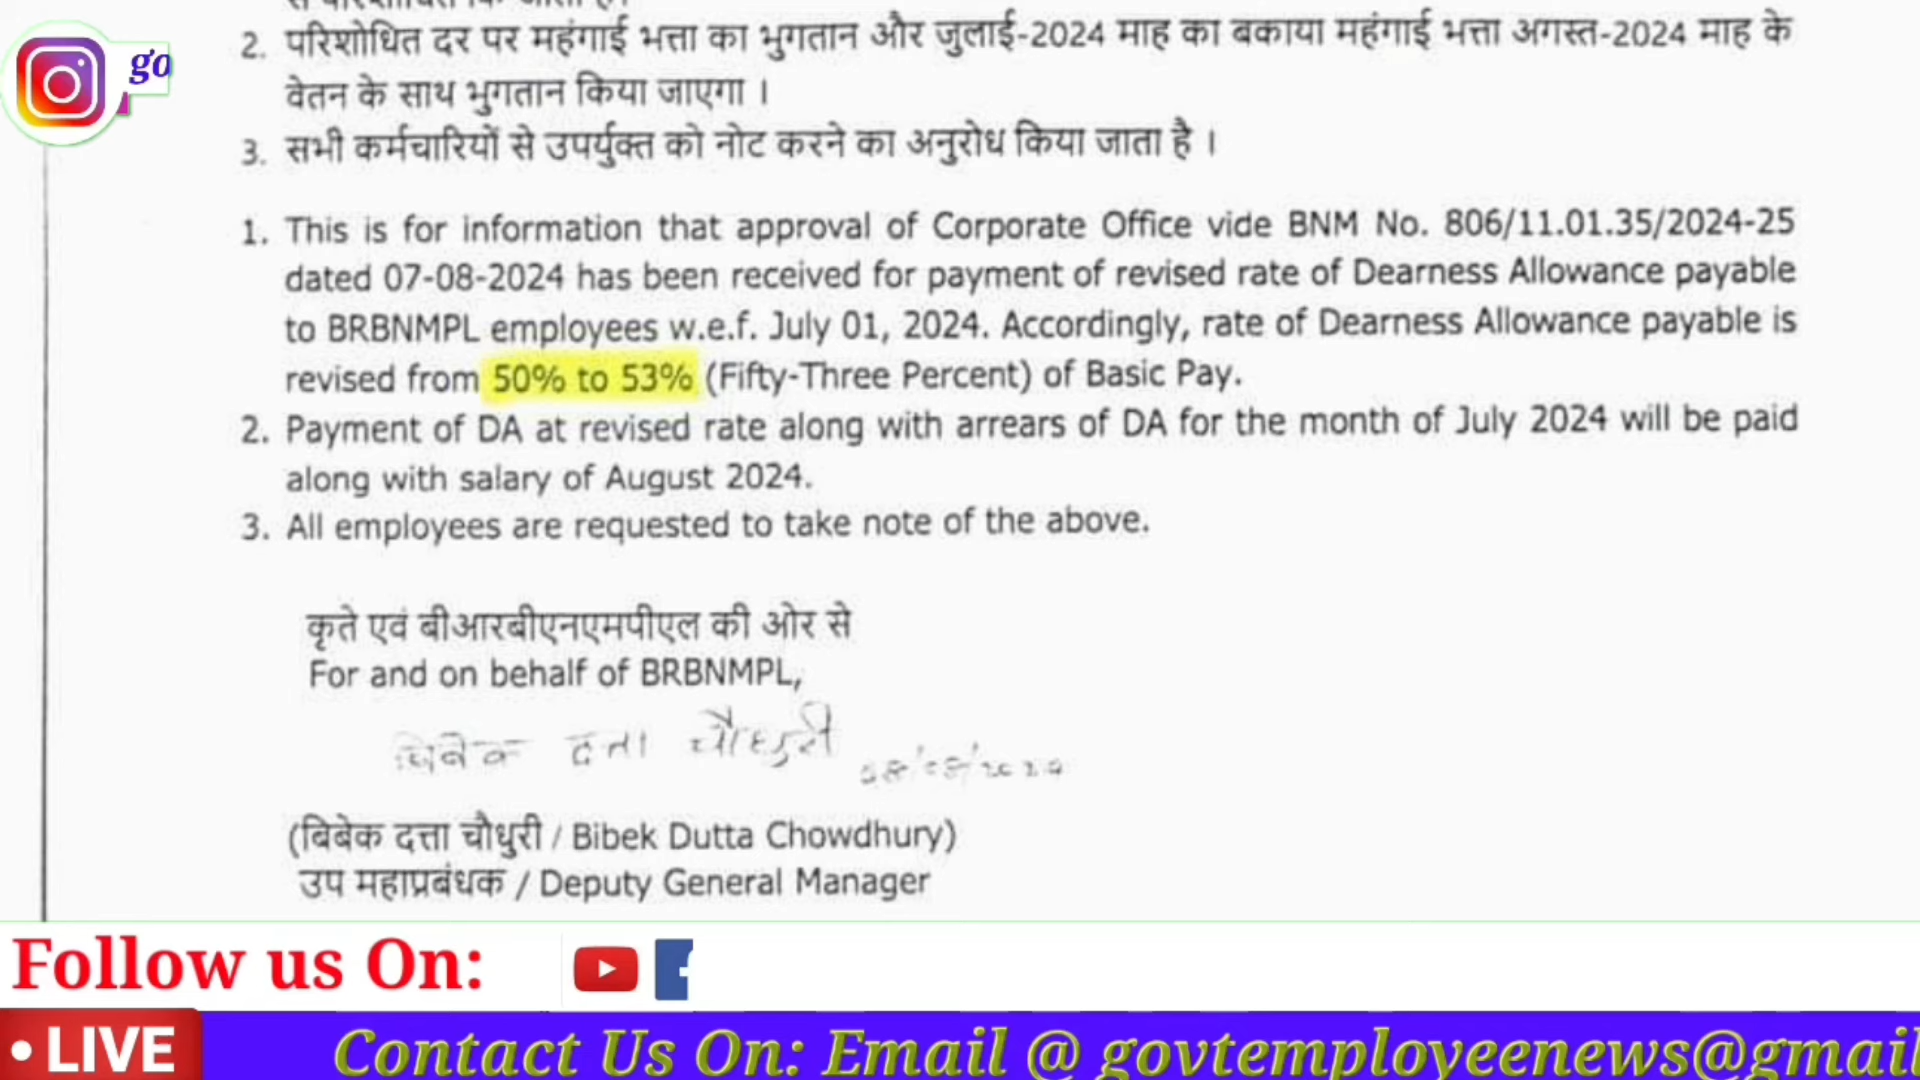 से परिशोधित कि जाता है।
2. परिशोधित दर पर महंगाई भत्ता का भुगतान और जुलाई-2024 माह का बकाया महंगाई भत्ता अगस्त-2024 माह के
वेतन के साथ भुगतान किया जाएगा ।
3. सभी कर्मचारियों से उपर्युक्त को नोट करने का अनुरोध किया जाता है ।
go
1. This is for information that approval of Corporate Office vide BNM No. 806/11.01.35/2024-25
dated 07-08-2024 has been received for payment of revised rate of Dearness Allowance payable
to BRBNMPL employees w.e.f. July 01, 2024. Accordingly, rate of Dearness Allowance payable is
revised from 50% to 53% (Fifty-Three Percent) of Basic Pay.
2. Payment of DA at revised rate along with arrears of DA for the month of July 2024 will be paid
along with salary of August 2024.
3. All employees are requested to take note of the above.
कृते एवं बीआरबीएनएमपीएल की ओर से
For and on behalf of BRBNMPL,
बिबेक दत्ता चौधुरी
(बिबेक दत्ता चौधुरी / Bibek Dutta Chowdhury)
उप महाप्रबंधक / Deputy General Manager
Follow us On:
• LIVE
Contact Us On: Email @ govtemployeenews@gmail